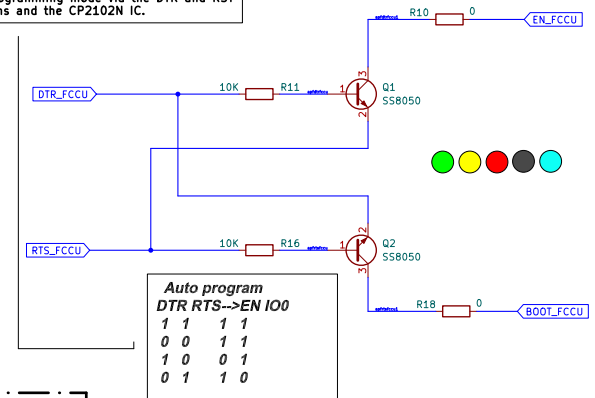 programming mode via the DTR and RST
ns and the CP2102N IC.
R10 0
EN_FCCU
3
DTR_FCCU
10K R11
1
Q1
SS8050
2
RTS_FCCU
10K R16
2
1
Q2
SS8050
3
R18 0
BOOT_FCCU
Auto program
DTR RTS-->EN IO0
1 1 1 1
0 0 1 1
1 0 0 1
0 1 1 0